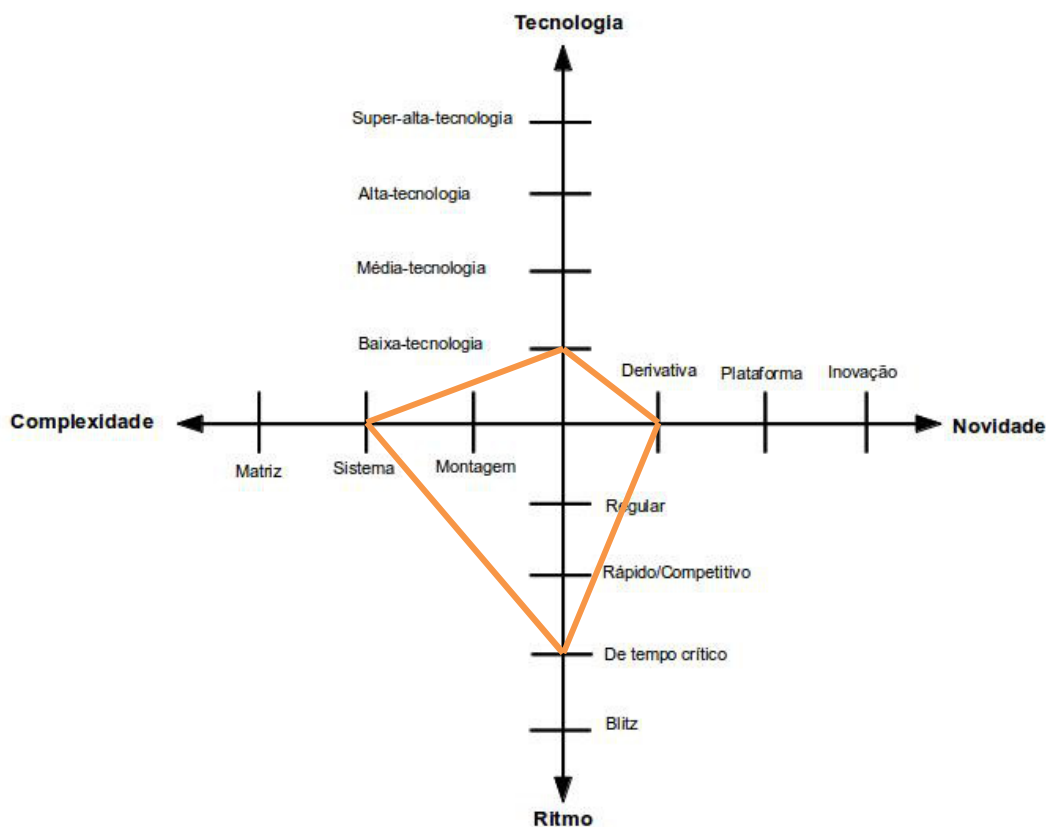 Tecnologia
Super-alta-tecnologia
Alta-tecnologia
Média-tecnologia
Baixa-tecnologia
Derivativa
Plataforma
Inovação
Complexidade
Novidade
Matriz
Sistema
Montagem
Regular
Rápido/Competitivo
De tempo crítico
Blitz
Ritmo